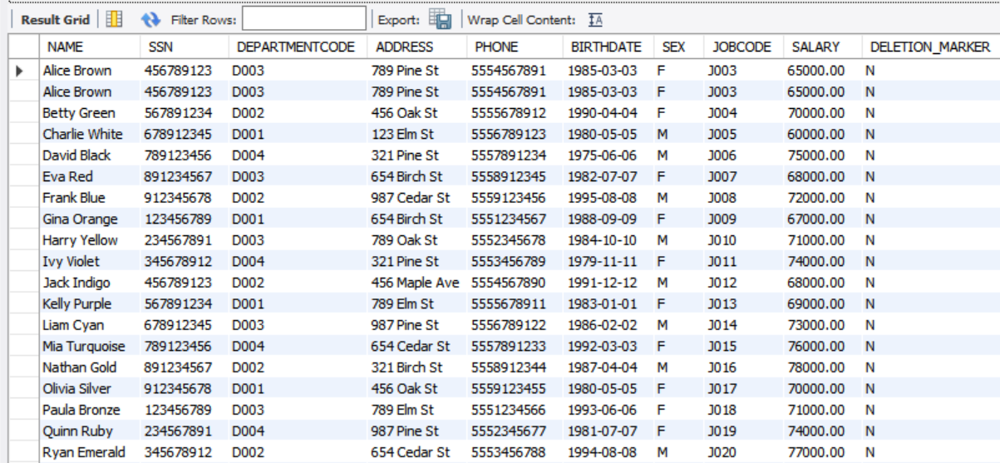 Result Grid Filter Rows: Export: Wrap Cell Content: IA
NAME SSN DEPARTMENTCODE ADDRESS PHONE BIRTHDATE SEX JOBCODE SALARY DELETION_MARKER
Alice Brown 456789123 D003 789 Pine St 5554567891 1985-03-03 F J003 65000.00 N
Alice Brown 456789123 D003 789 Pine St 5554567891 1985-03-03 F J003 65000.00 N
Betty Green 567891234 D002 456 Oak St 5555678912 1990-04-04 F J004 70000.00 N
Charlie White 678912345 D001 123 Elm St 5556789123 1980-05-05 M J005 60000.00 N
David Black 789123456 D004 321 Pine St 5557891234 1975-06-06 M J006 75000.00 N
Eva Red 891234567 D003 654 Birch St 5558912345 1982-07-07 F J007 68000.00 N
Frank Blue 912345678 D002 987 Cedar St 5559123456 1995-08-08 M J008 72000.00 N
Gina Orange 123456789 D001 654 Birch St 5551234567 1988-09-09 F J009 67000.00 N
Harry Yellow 234567891 D003 789 Oak St 5552345678 1984-10-10 M J010 71000.00 N
Ivy Violet 345678912 D004 321 Pine St 5553456789 1979-11-11 F J011 74000.00 N
Jack Indigo 456789123 D002 456 Maple Ave 5554567890 1991-12-12 M J012 68000.00 N
Kelly Purple 567891234 D001 789 Elm St 5555678911 1983-01-01 F J013 69000.00 N
Liam Cyan 678912345 D003 987 Pine St 5556789122 1986-02-02 M J014 73000.00 N
Mia Turquoise 789123456 D004 654 Cedar St 5557891233 1992-03-03 F J015 76000.00 N
Nathan Gold 891234567 D002 321 Birch St 5558912344 1987-04-04 M J016 78000.00 N
Olivia Silver 912345678 D001 456 Oak St 5559123455 1980-05-05 F J017 70000.00 N
Paula Bronze 123456789 D003 789 Elm St 5551234566 1993-06-06 F J018 71000.00 N
Quinn Ruby 234567891 D004 987 Pine St 5552345677 1981-07-07 F J019 74000.00 N
Ryan Emerald 345678912 D002 654 Cedar St 5553456788 1994-08-08 M J020 77000.00 N